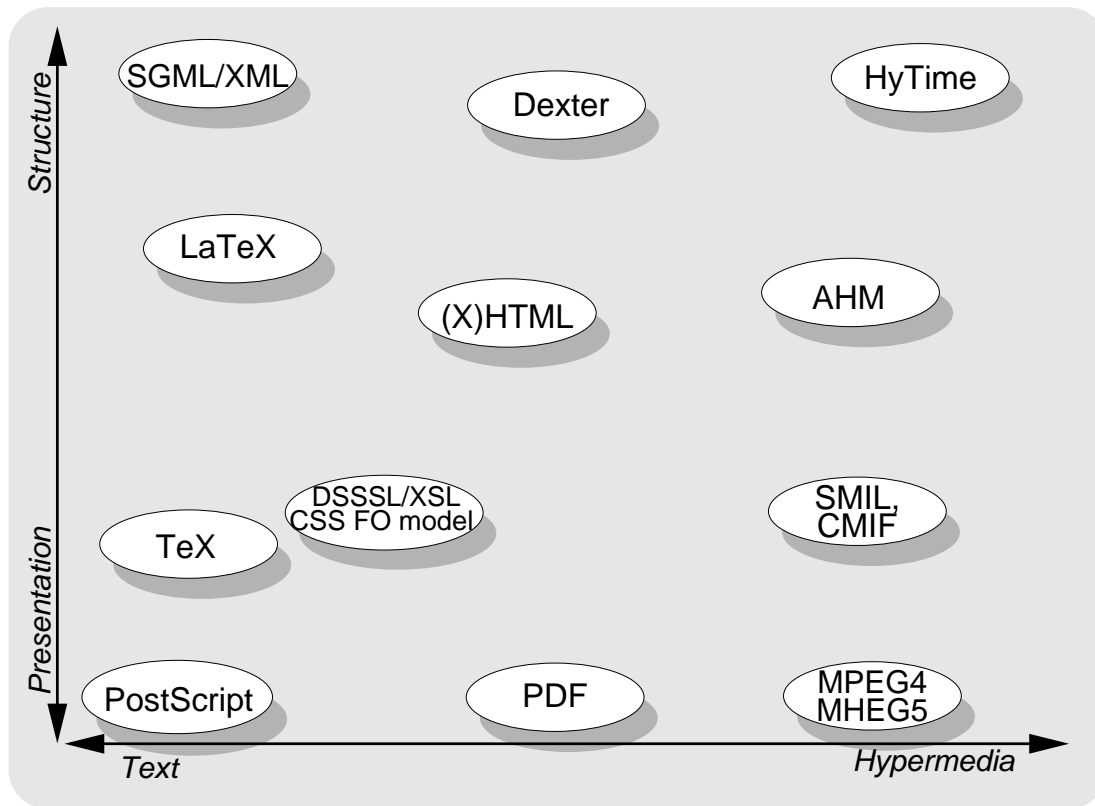 SGML/XML
Dexter
HyTime
Structure
LaTeX
(X)HTML
AHM
DSSSL/XSL
CSS FO model
SMIL,
CMIF
TeX
Presentation
PostScript
PDF
MPEG4
MHEG5
Text
Hypermedia